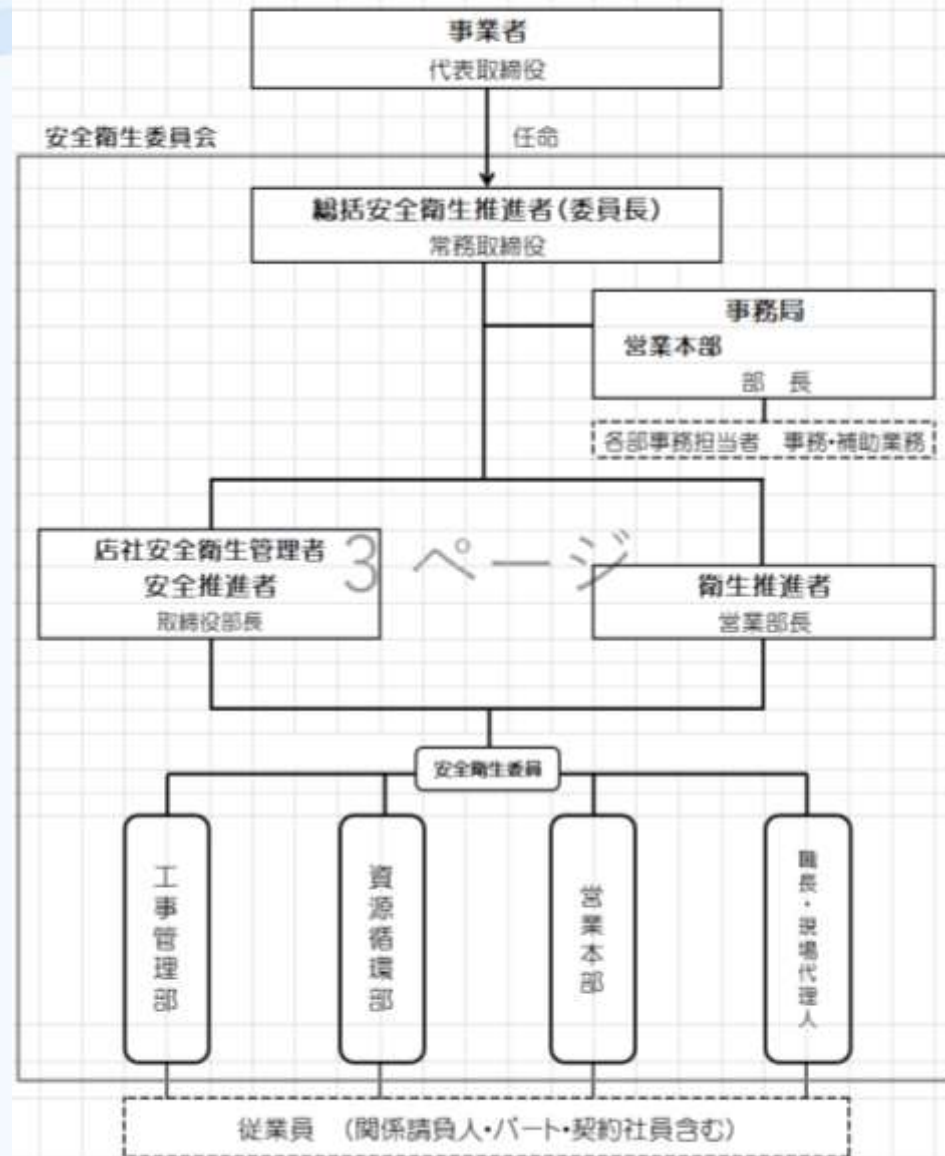 事業者
代表取締役
安全衛生委員会
任命
総括安全衛生推進者(委員長)
常務取締役
事務局
営業本部
部 長
各部事務担当者 事務・補助業務
店社安全衛生管理者
安全推進者
取締役部長
3 ページ
衛生推進者
営業部長
安全衛生委員
工事管理部
資源循環部
営業本部
職長・現場代理人
従業員 (関係請負人・パート・契約社員含む)